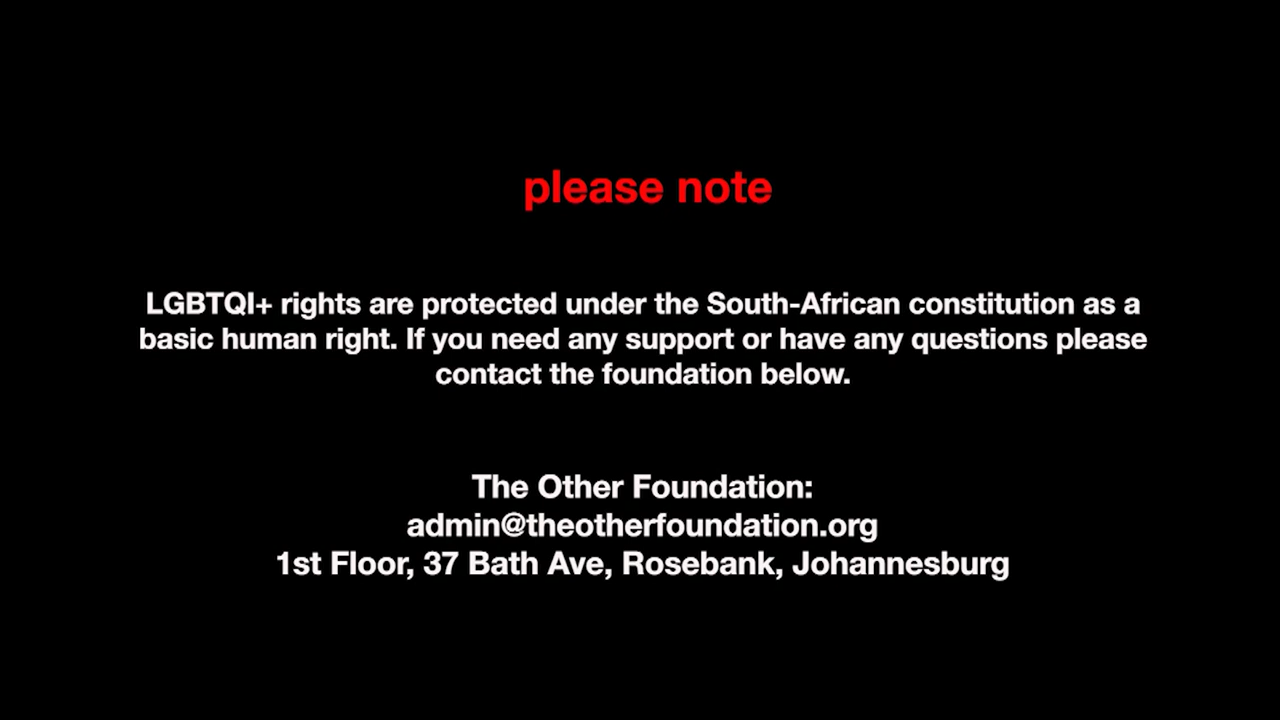 please note
LGBTQI+ rights are protected under the South-African constitution as a
basic human right. If you need any support or have any questions please
contact the foundation below.
The Other Foundation:
admin@theotherfoundation.org
1st Floor, 37 Bath Ave, Rosebank, Johannesburg